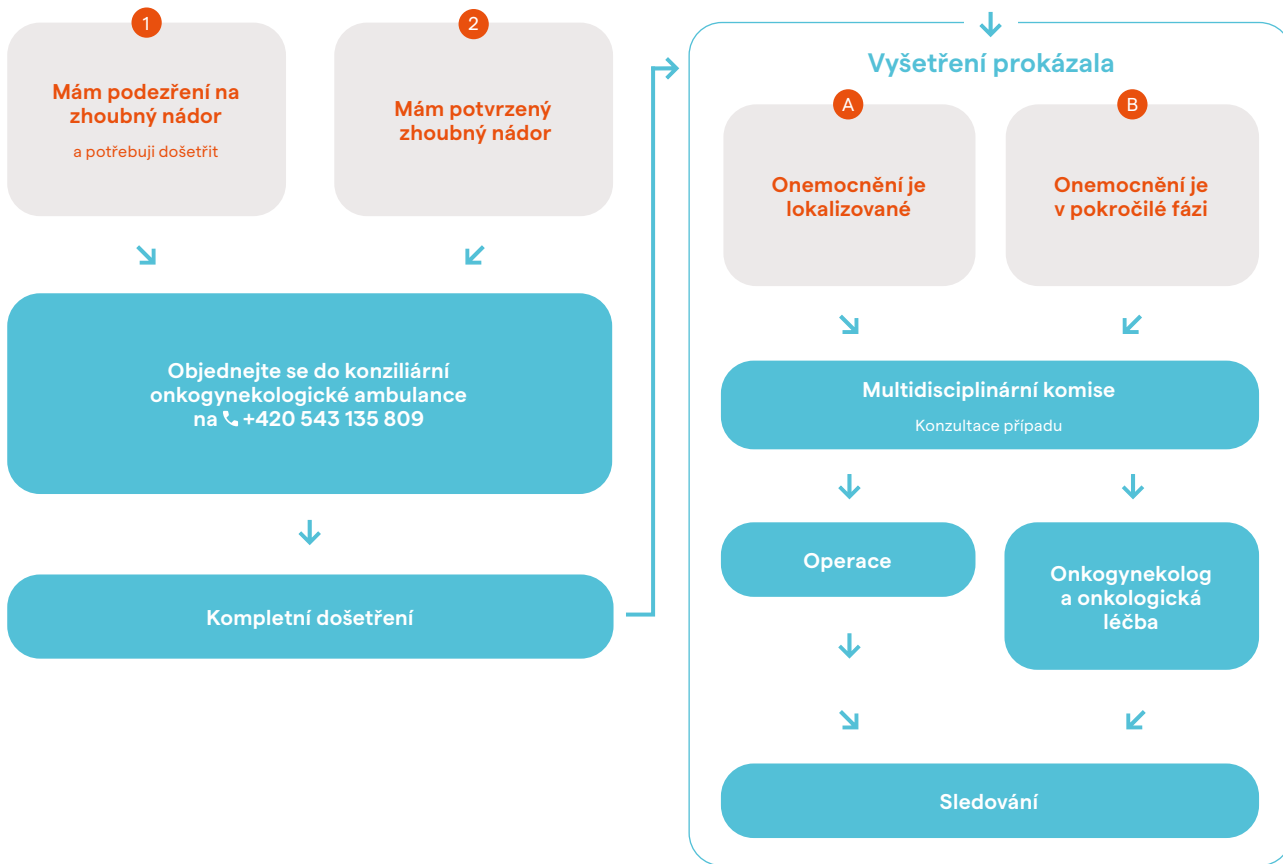 1
Mám podezření na
zhoubný nádor
a potřebuji došetřit
2
Mám potvrzený
zhoubný nádor
Objednejte se do konziliární
onkogynekologické ambulance
na +420 543 135 809
Kompletní došetření
Vyšetření prokázala
A
Onemocnění je
lokalizované
B
Onemocnění je
v pokročilé fázi
Multidisciplinární komise
Konzultace případu
Operace
Onkogynekolog
a onkologická
léčba
Sledování